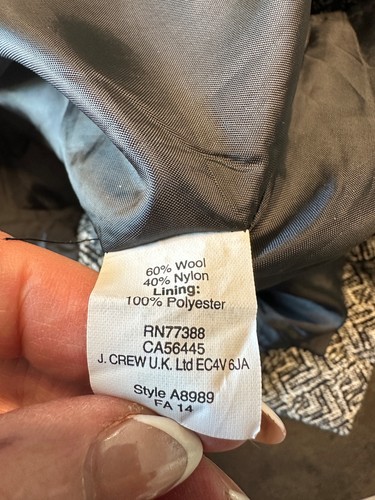 60% Wool
40% Nylon
Lining:
100% Polyester
RN77388
CA56445
J. CREW U.K. Ltd EC4V 6JA
Style A8989
FA 14